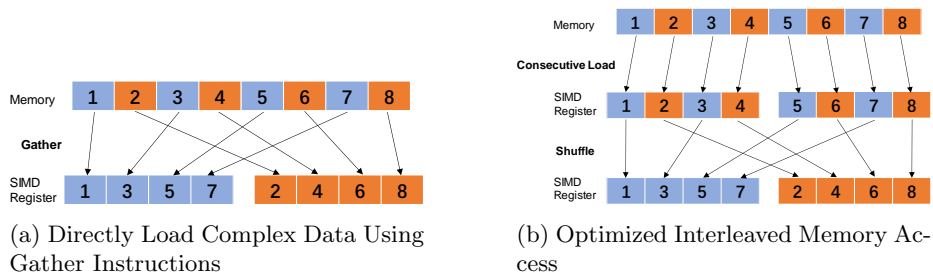 Memory 1 2 3 4 5 6 7 8
Gather
SIMD
Register
1 3 5 7 2 4 6 8
(a) Directly Load Complex Data Using
Gather Instructions
Memory 1 2 3 4 5 6 7 8
Consecutive Load
SIMD
Register
1 2 3 4 5 6 7 8
Shuffle
SIMD
Register
1 3 5 7 2 4 6 8
(b) Optimized Interleaved Memory Ac-
cess